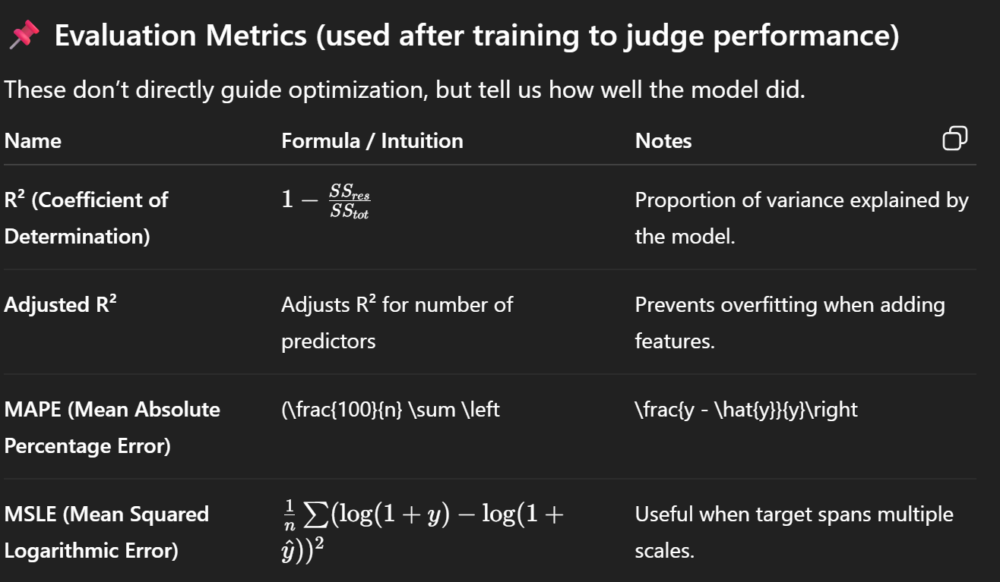 📌 Evaluation Metrics (used after training to judge performance)
These don’t directly guide optimization, but tell us how well the model did.
Name Formula / Intuition Notes
R² (Coefficient of Determination) 1 − \frac{SS_{res}}{SS_{tot}} Proportion of variance explained by the model.
Adjusted R² Adjusts R² for number of predictors Prevents overfitting when adding features.
MAPE (Mean Absolute Percentage Error) (\frac{100}{n} \sum \left \frac{y - \hat{y}}{y}\right
MSLE (Mean Squared Logarithmic Error) \frac{1}{n} ∑(log(1 + y) − log(1 + ŷ))² Useful when target spans multiple scales.